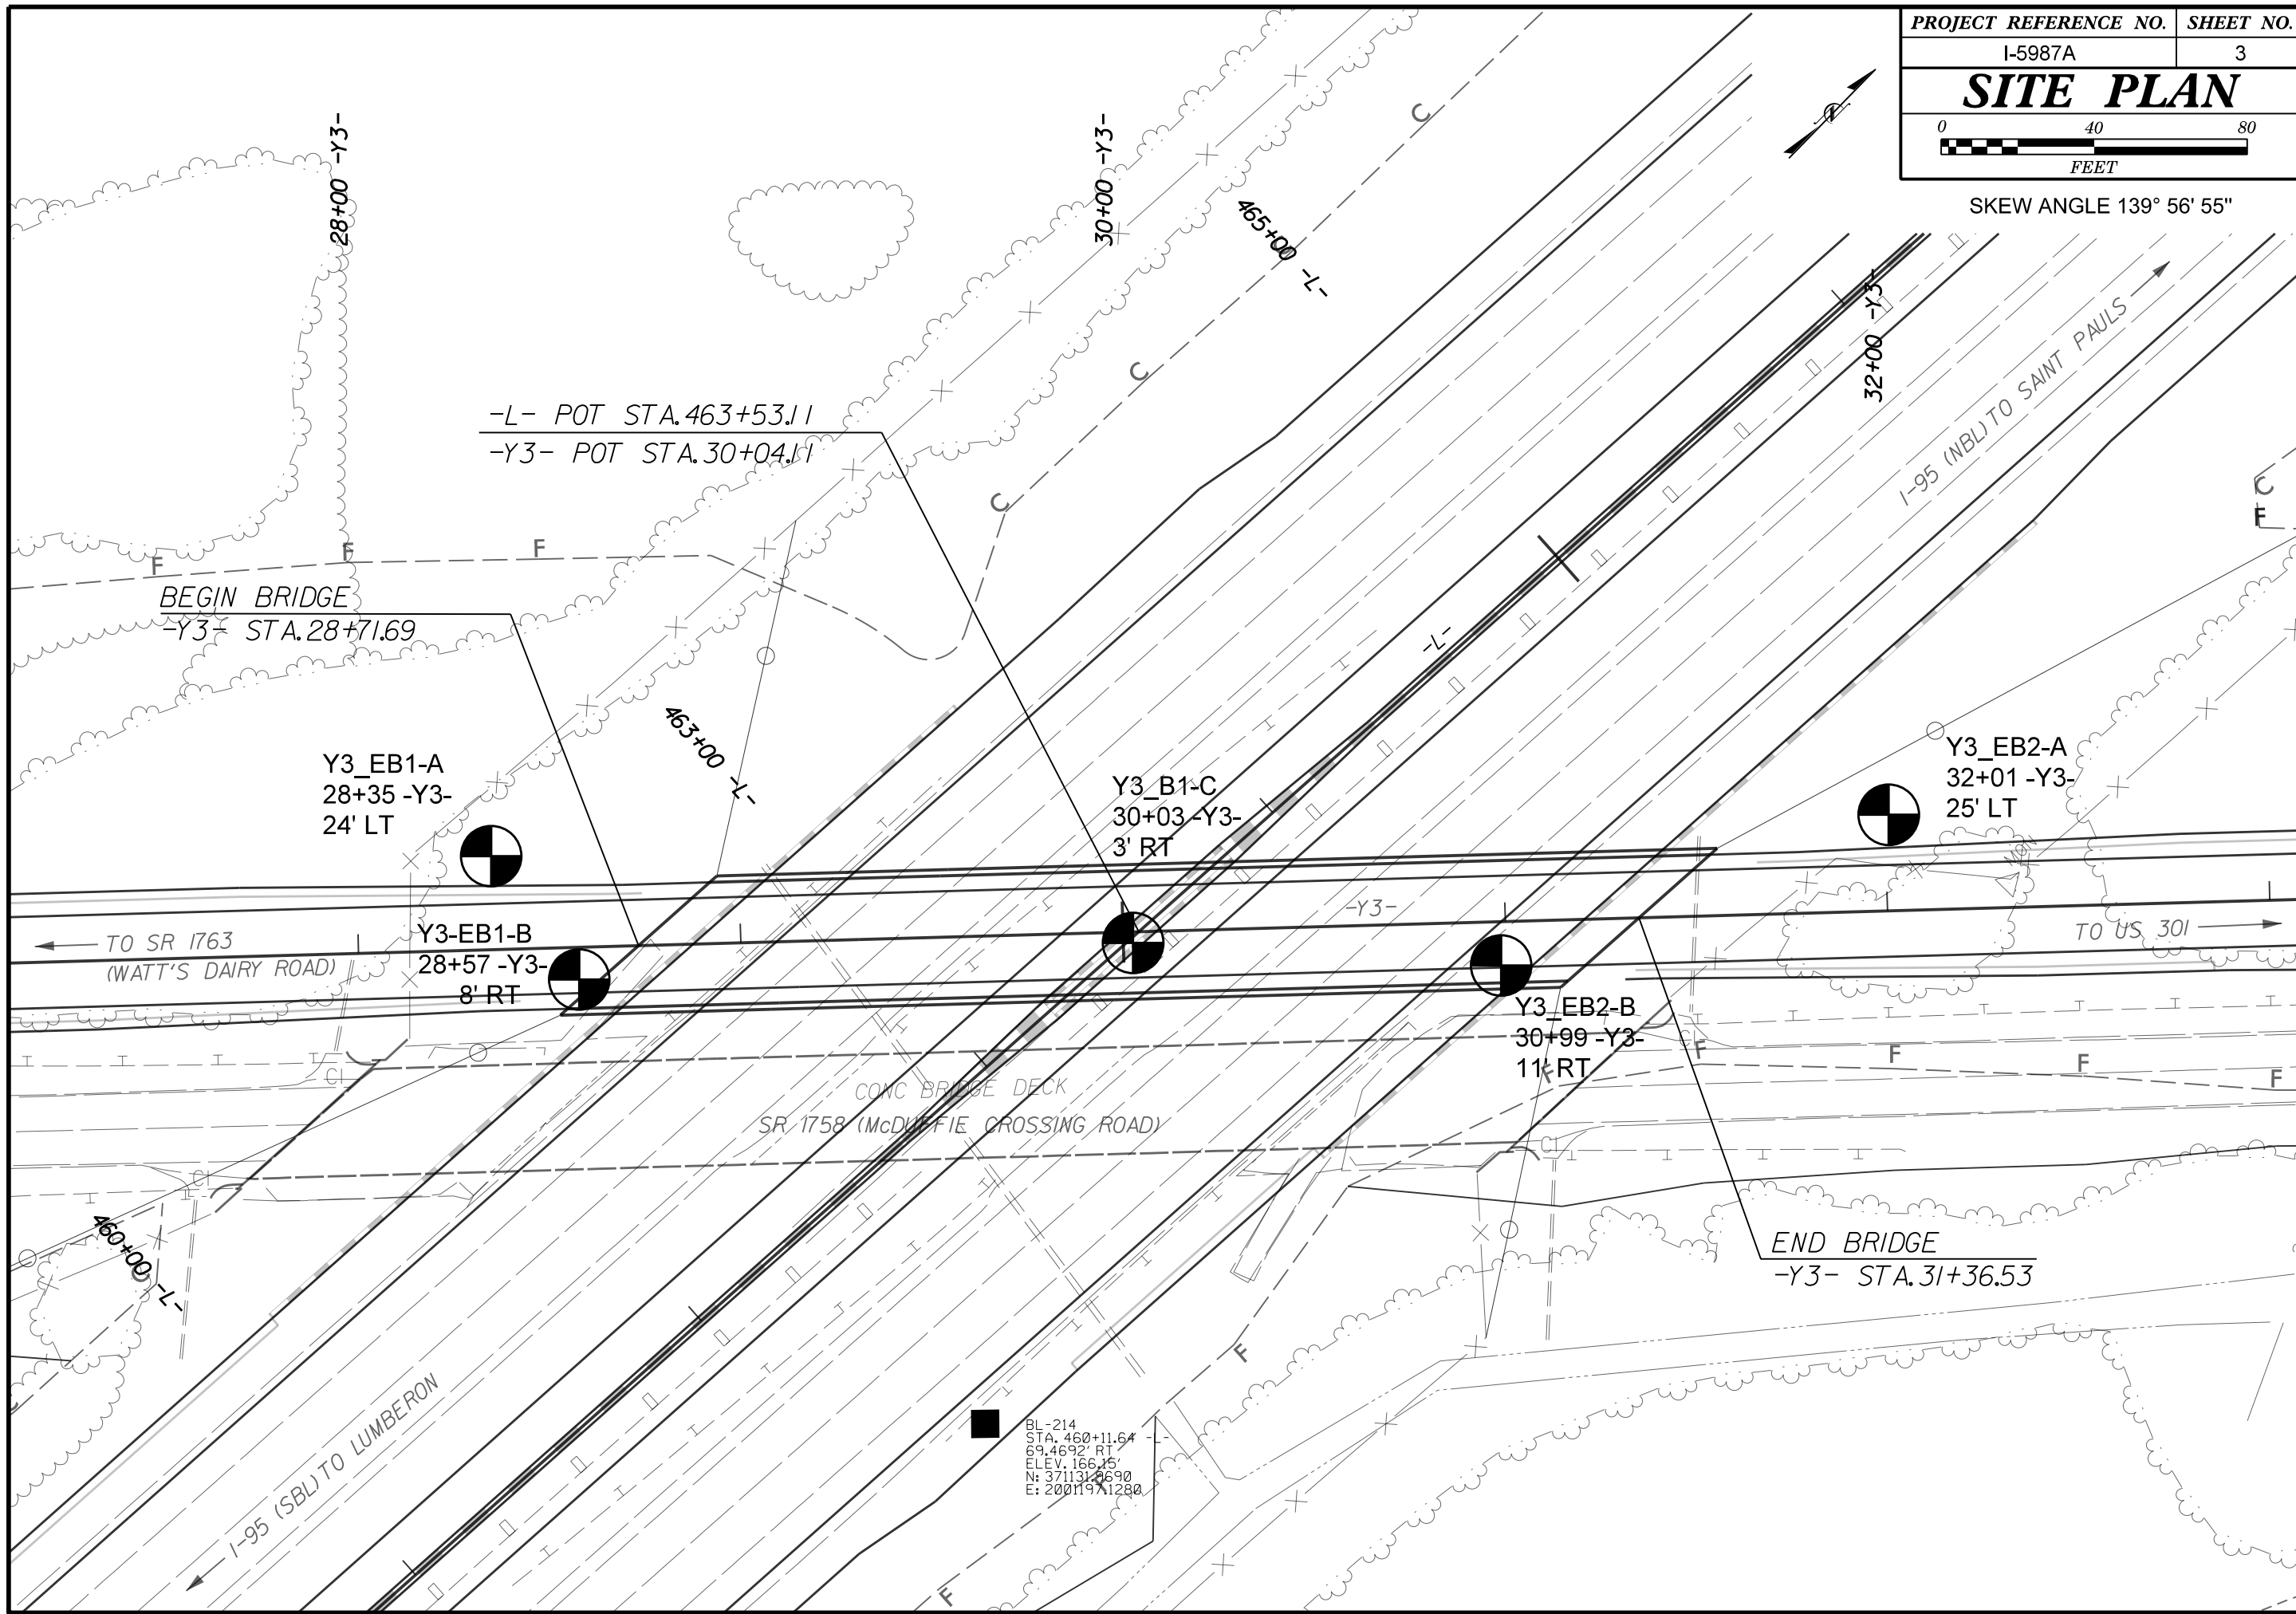 PROJECT REFERENCE NO. SHEET NO.
I-5987A 3
SITE PLAN
0 40 80
FEET
SKEW ANGLE 139° 56' 55"
28+00 -Y3-
30+00 -Y3-
465+00 -L-
32+00 -Y3-
I-95 (NBL) TO SAINT PAULS
-L- POT STA. 463+53.11
-Y3- POT STA. 30+04.11
C
C
C
C
F
F F F
BEGIN BRIDGE
-Y3- STA. 28+71.69
-L-
463+00 -L-
Y3_EB1-A
28+35 -Y3-
24' LT
Y3_B1-C
30+03 -Y3-
3' RT
Y3_EB2-A
32+01 -Y3-
25' LT
MON
-Y3-
TO SR 1763
(WATT'S DAIRY ROAD)
Y3-EB1-B
28+57 -Y3-
8' RT
TO US 301
Y3_EB2-B
30+99 -Y3-
11' RT
CI
CI
F F F F
F
CONC BRIDGE DECK
SR 1758 (McDUFFIE CROSSING ROAD)
CI
CI
460+00 -L-
C
END BRIDGE
-Y3- STA. 31+36.53
F
I-95 (SBL) TO LUMBERON
BL-214
STA. 460+11.64 -L-
69.4692' RT
ELEV. 166.15'
N: 371131.8690
E: 2001197.1280
F
F